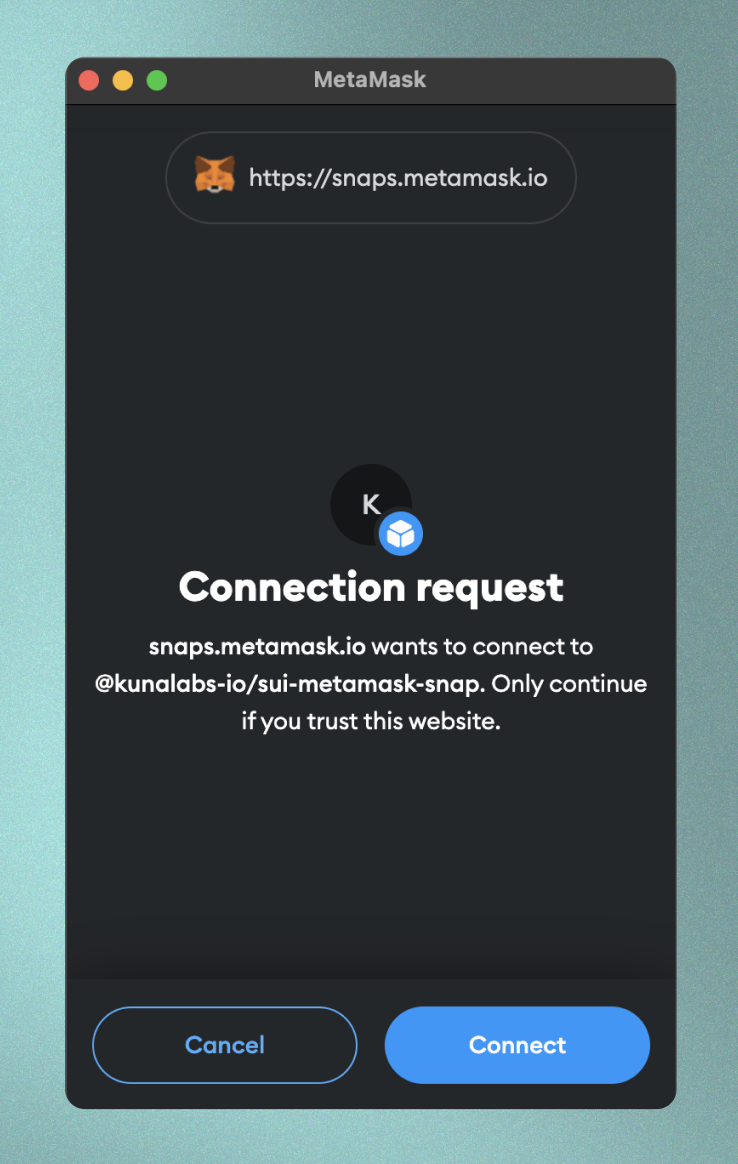 MetaMask
https://snaps.metamask.io
K
Connection request
snaps.metamask.io wants to connect to
@kunalabs-io/sui-metamask-snap. Only continue
if you trust this website.
Cancel
Connect